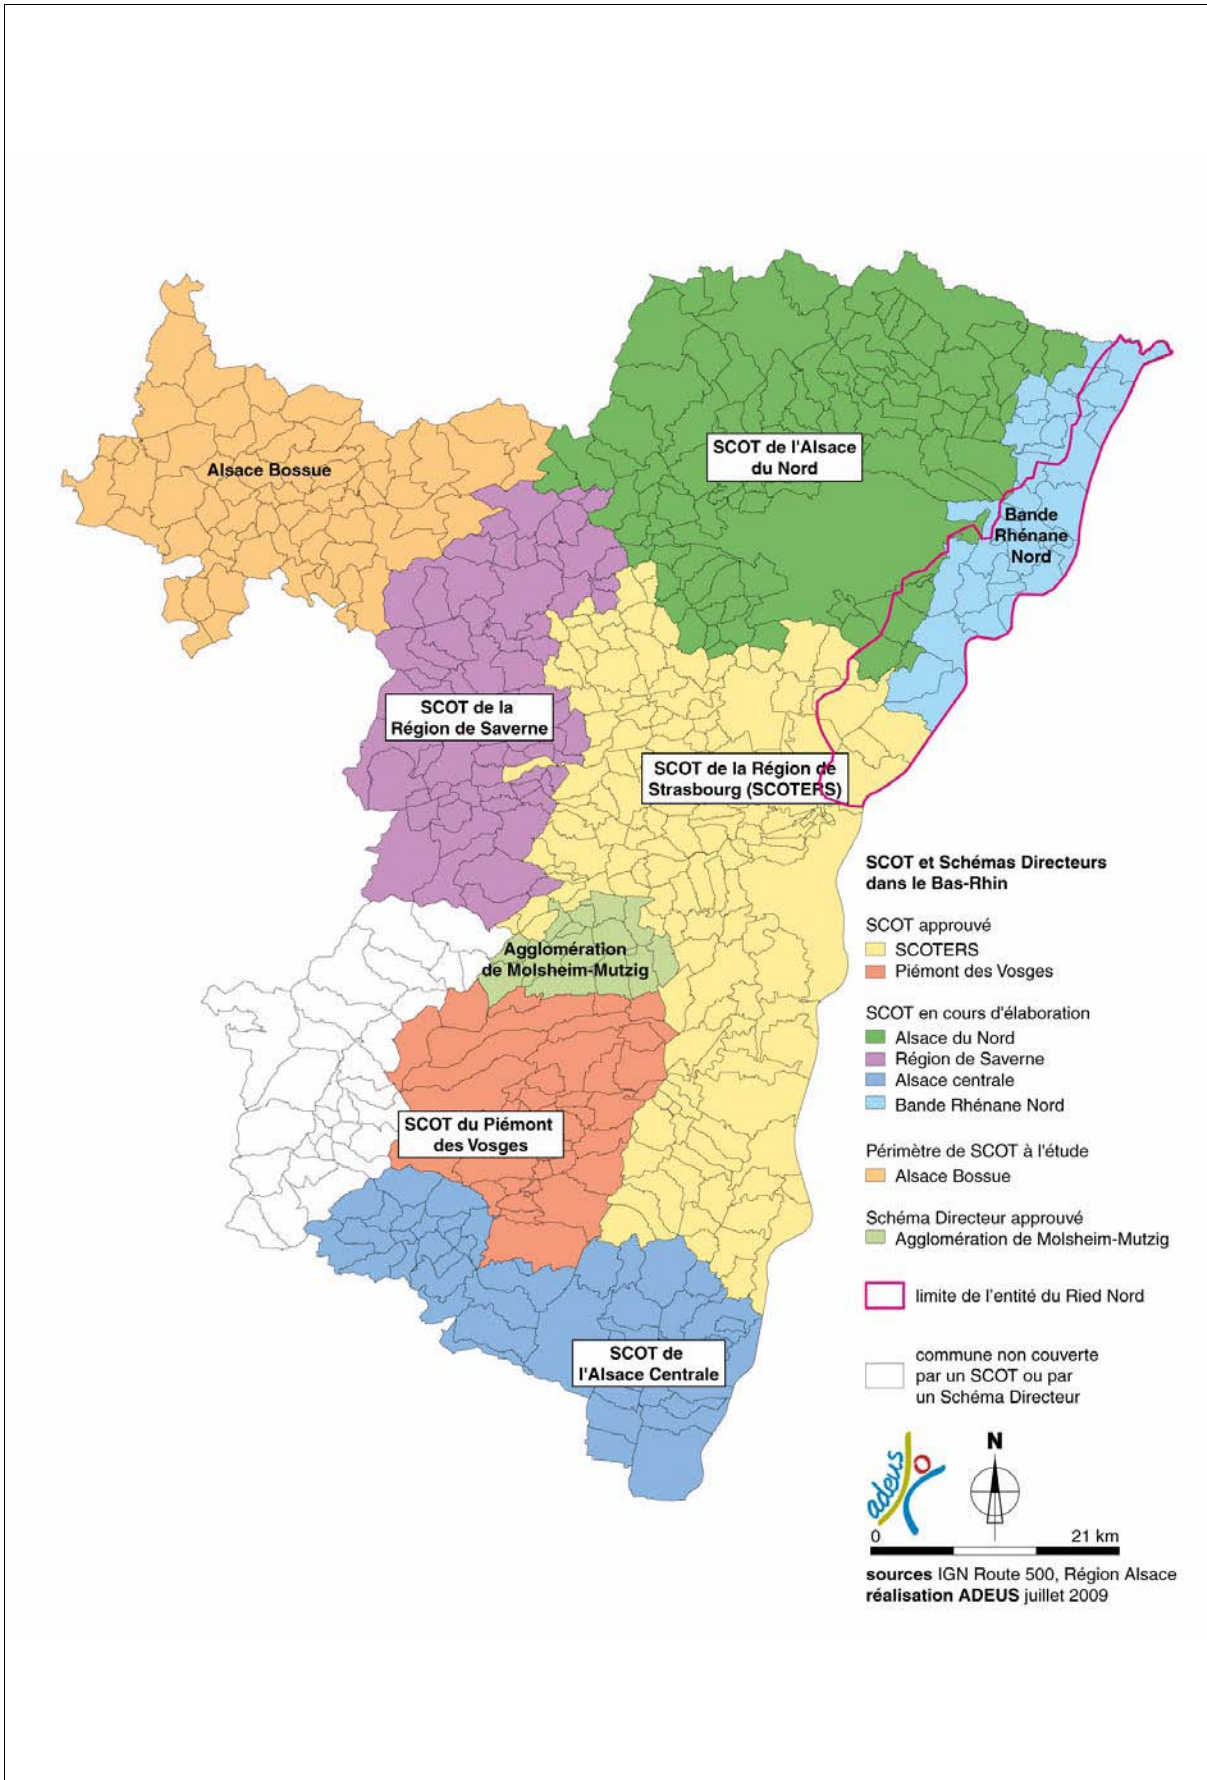 SCOT de l'Alsace
du Nord
Alsace Bossue
Bande
Rhénane
Nord
SCOT de la
Région de Saverne
SCOT de la Région de
Strasbourg (SCOTERS)
Agglomération
de Molsheim-Mutzig
SCOT du Piémont
des Vosges
SCOT de
l'Alsace Centrale
SCOT et Schémas Directeurs
dans le Bas-Rhin
SCOT approuvé
SCOTERS
Piémont des Vosges
SCOT en cours d'élaboration
Alsace du Nord
Région de Saverne
Alsace centrale
Bande Rhénane Nord
Périmètre de SCOT à l'étude
Alsace Bossue
Schéma Directeur approuvé
Agglomération de Molsheim-Mutzig
limite de l'entité du Ried Nord
commune non couverte
par un SCOT ou par
un Schéma Directeur
adeus
N
0 21 km
sources IGN Route 500, Région Alsace
réalisation ADEUS juillet 2009